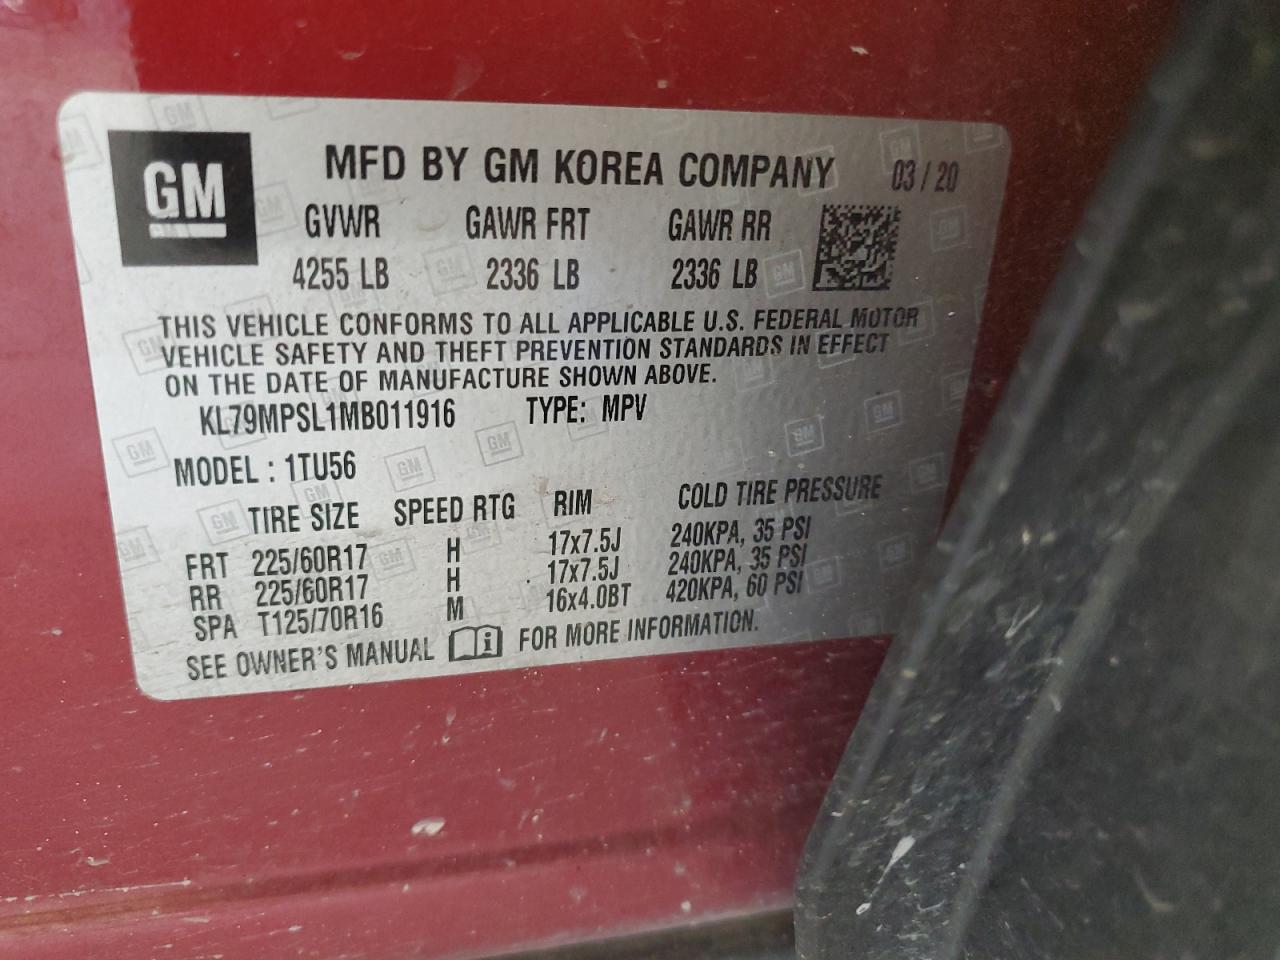 GM
MFD BY GM KOREA COMPANY 03 / 20
GVWR GAWR FRT GAWR RR
4255 LB 2336 LB 2336 LB
THIS VEHICLE CONFORMS TO ALL APPLICABLE U.S. FEDERAL MOTOR
VEHICLE SAFETY AND THEFT PREVENTION STANDARDS IN EFFECT
ON THE DATE OF MANUFACTURE SHOWN ABOVE.
KL79MPSL1MB011916 TYPE: MPV
MODEL : 1TU56
TIRE SIZE SPEED RTG RIM COLD TIRE PRESSURE
FRT 225/60R17 H 17x7.5J 240KPA, 35 PSI
RR 225/60R17 H 17x7.5J 240KPA, 35 PSI
SPA T125/70R16 M 16x4.0BT 420KPA, 60 PSI
SEE OWNER'S MANUAL i FOR MORE INFORMATION.